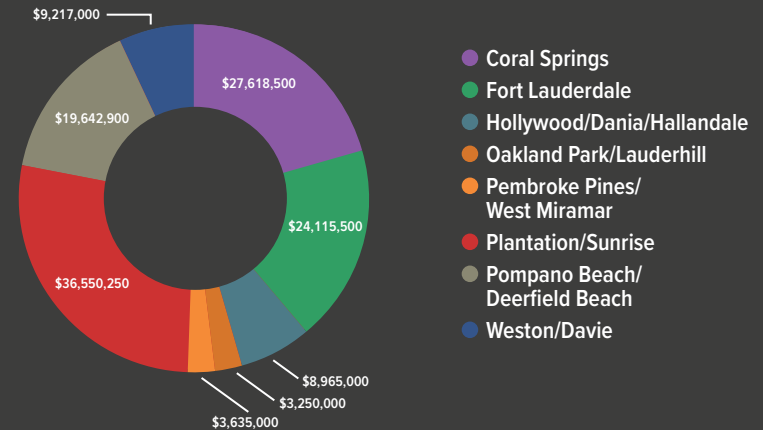 $9,217,000
$27,618,500
$19,642,900
$24,115,500
$36,550,250
$8,965,000
$3,250,000
$3,635,000
Coral Springs
Fort Lauderdale
Hollywood/Dania/Hallandale
Oakland Park/Lauderhill
Pembroke Pines/
West Miramar
Plantation/Sunrise
Pompano Beach/
Deerfield Beach
Weston/Davie